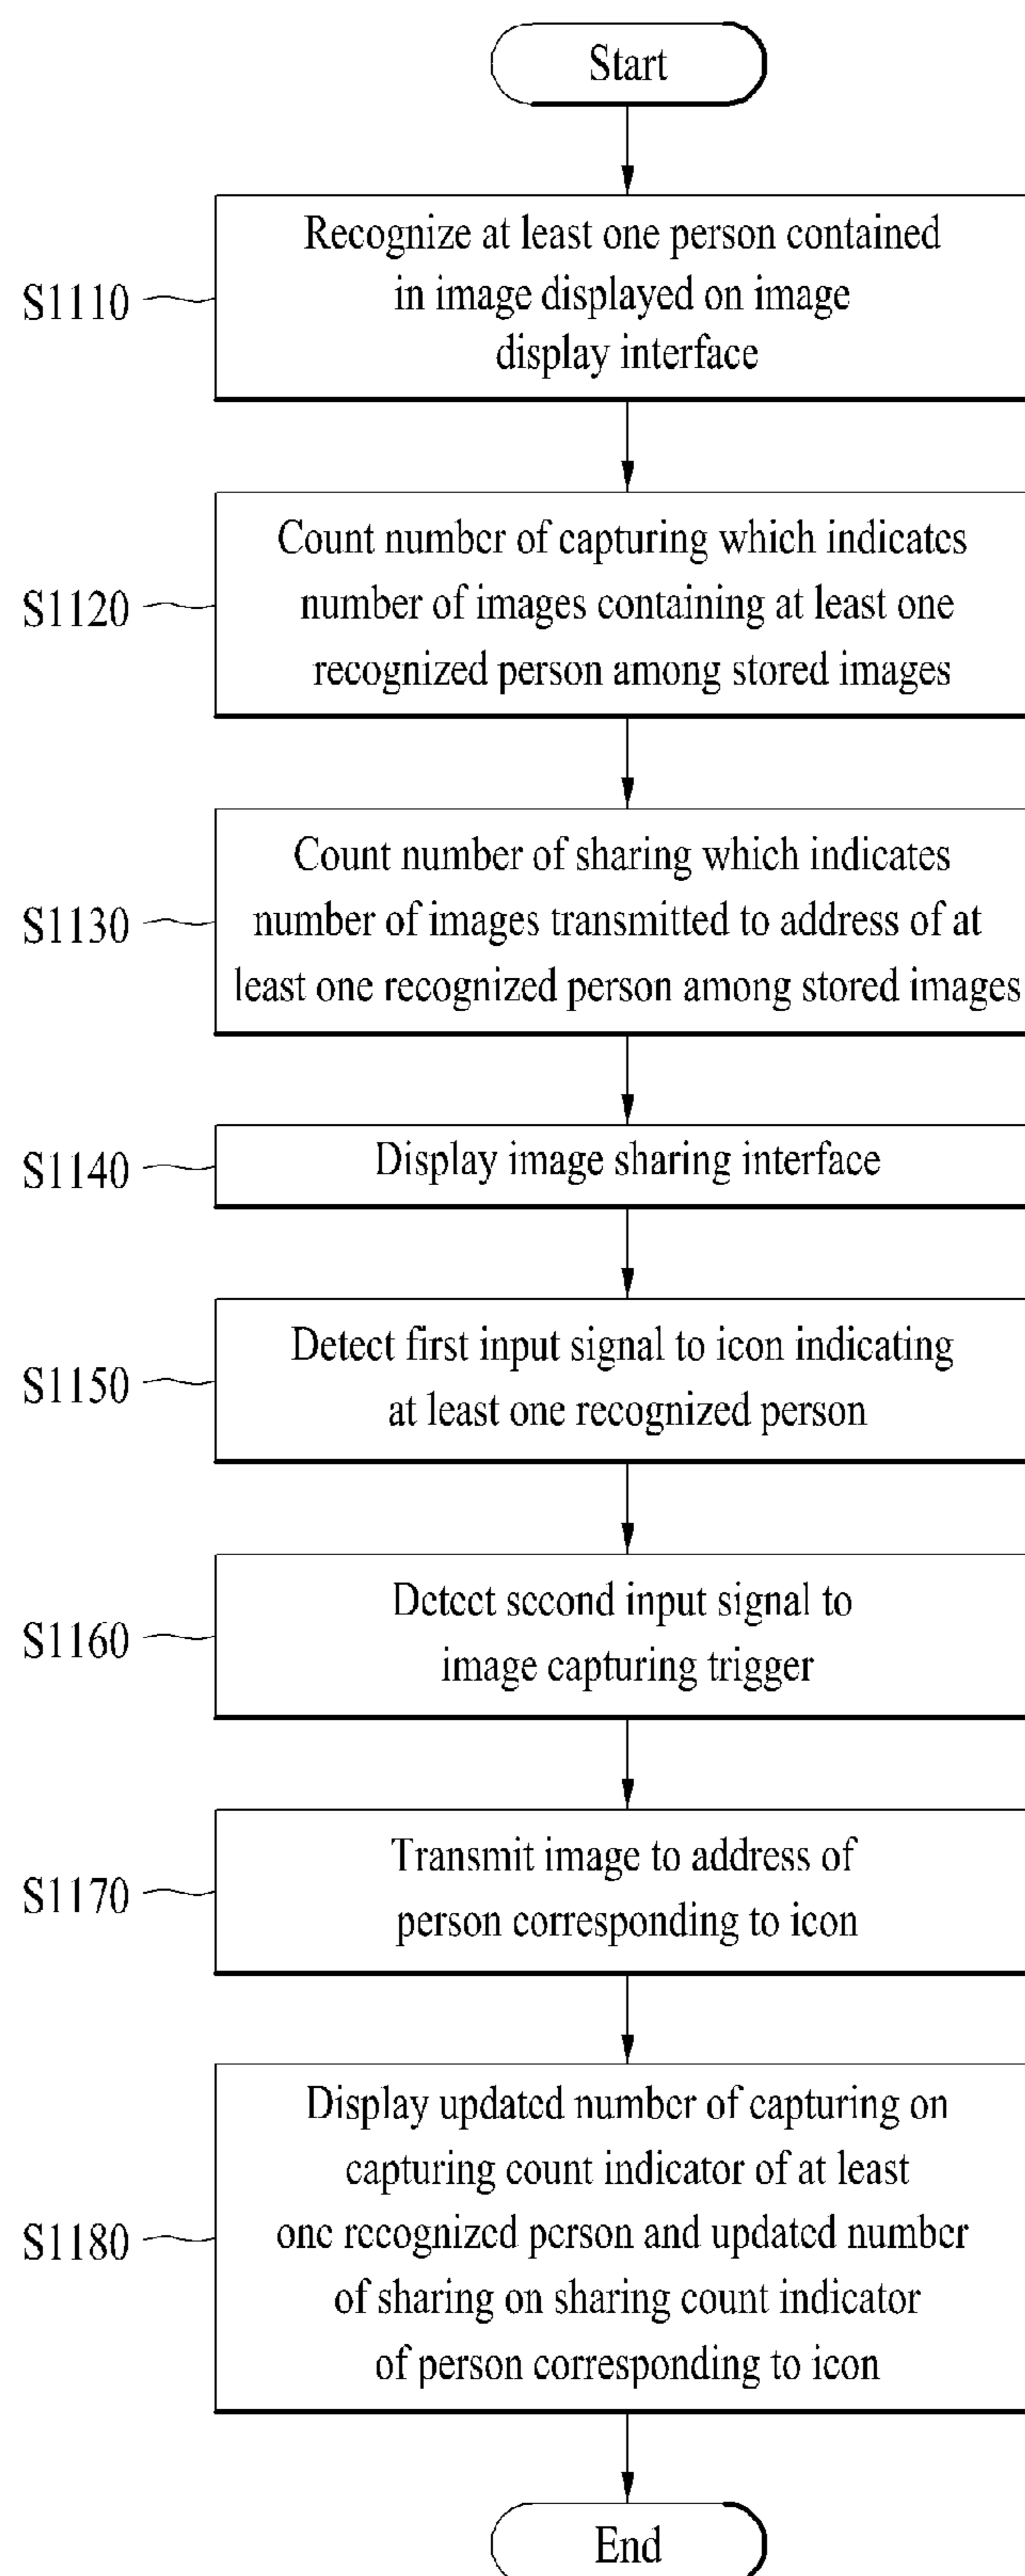 Start
S1110
Recognize at least one person contained
in image displayed on image
display interface
S1120
Count number of capturing which indicates
number of images containing at least one
recognized person among stored images
S1130
Count number of sharing which indicates
number of images transmitted to address of at
least one recognized person among stored images
S1140
Display image sharing interface
S1150
Detect first input signal to icon indicating
at least one recognized person
S1160
Detect second input signal to
image capturing trigger
S1170
Transmit image to address of
person corresponding to icon
S1180
Display updated number of capturing on
capturing count indicator of at least
one recognized person and updated number
of sharing on sharing count indicator
of person corresponding to icon
End